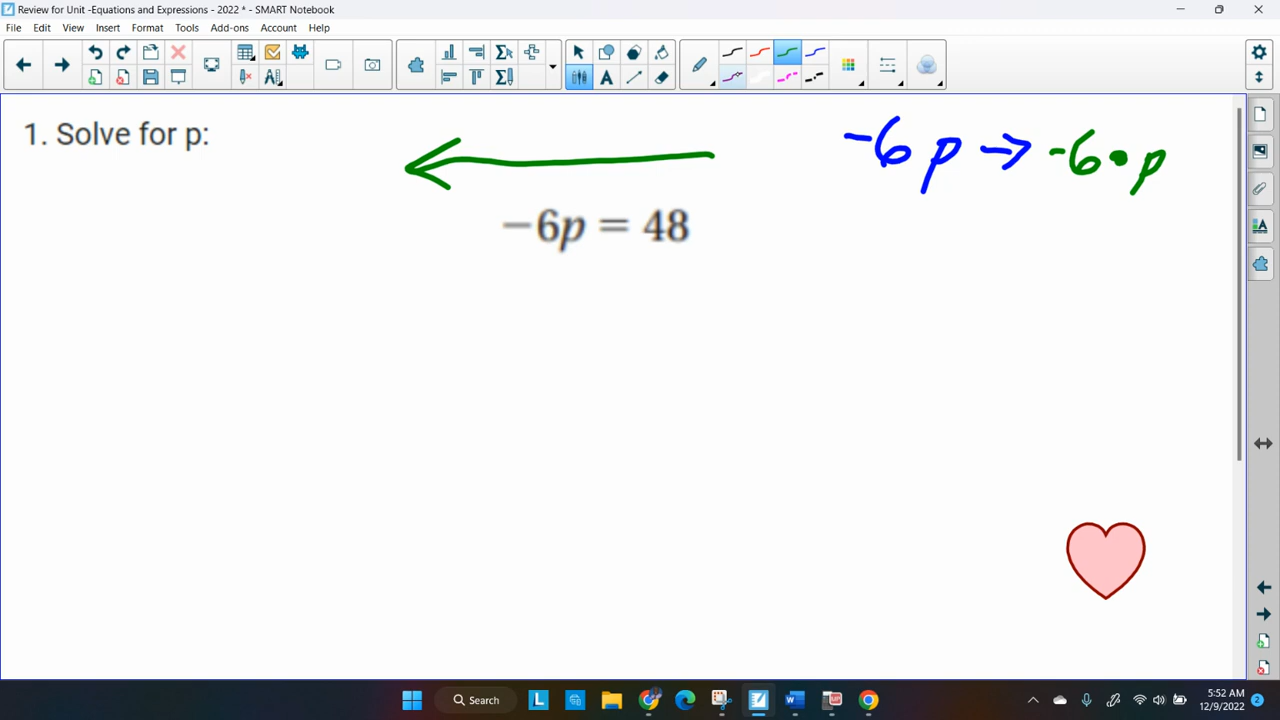 Review for Unit -Equations and Expressions - 2022 * - SMART Notebook
File Edit View Insert Format Tools Add-ons Account Help
1. Solve for p:
-6p → -6•p
−6p = 48
Search
5:52 AM
12/9/2022
2